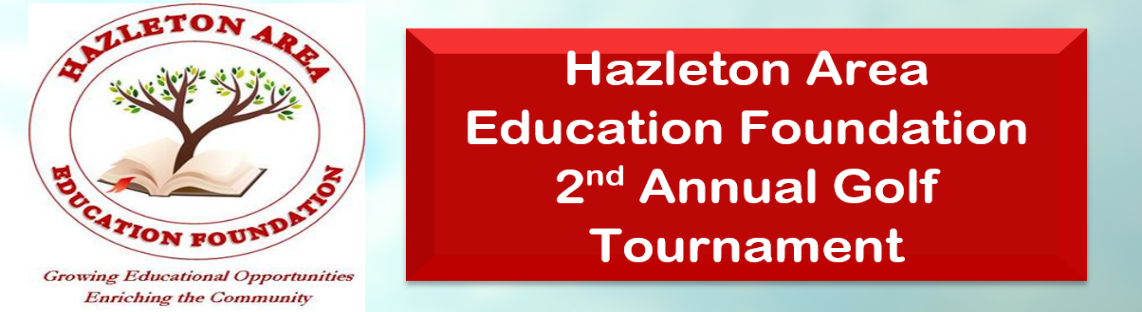 HAZLETON AREA
EDUCATION FOUNDATION
Growing Educational Opportunities
Enriching the Community
Hazleton Area
Education Foundation
2nd Annual Golf
Tournament